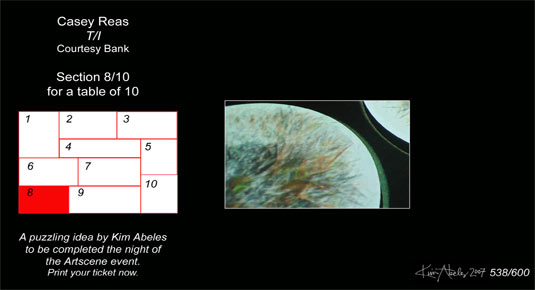 Casey Reas
T/I
Courtesy Bank
Section 8/10
for a table of 10
1
2
3
4
5
6
7
8
9
10
A puzzling idea by Kim Abeles
to be completed the night of
the Artscene event.
Print your ticket now.
Kim Abeles 2007 538/600